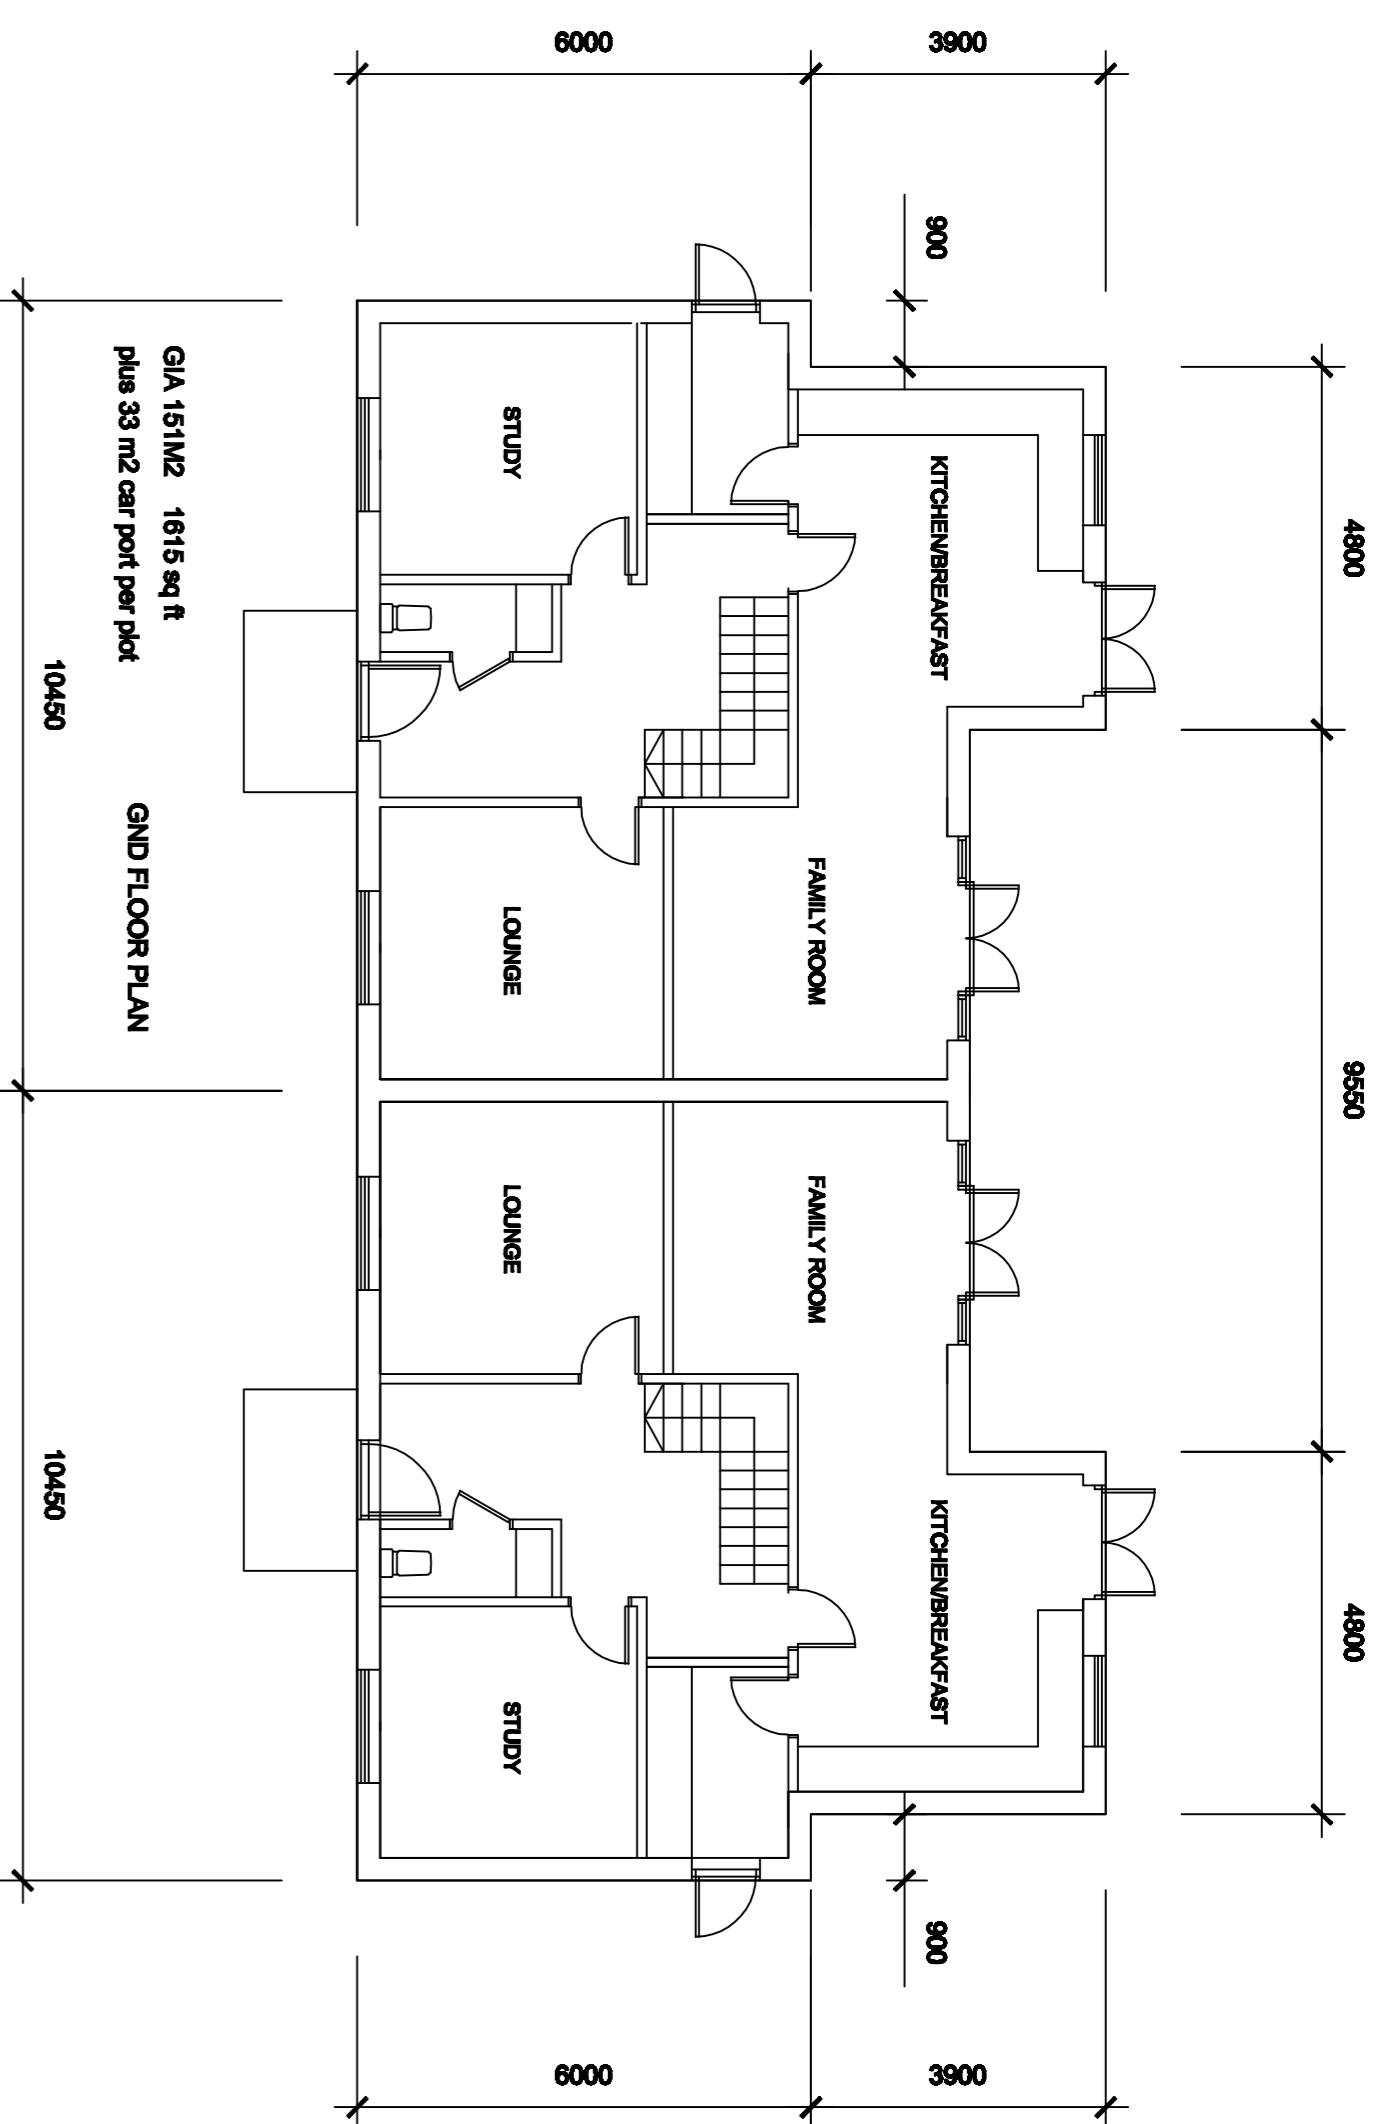 4800
9550
4800
3900
900
KITCHEN/BREAKFAST
KITCHEN/BREAKFAST
900
3900
FAMILY ROOM
FAMILY ROOM
6000
6000
STUDY
LOUNGE
LOUNGE
STUDY
GIA 151M2 1615 sq ft
plus 33 m2 car port per plot
GND FLOOR PLAN
10450
10450